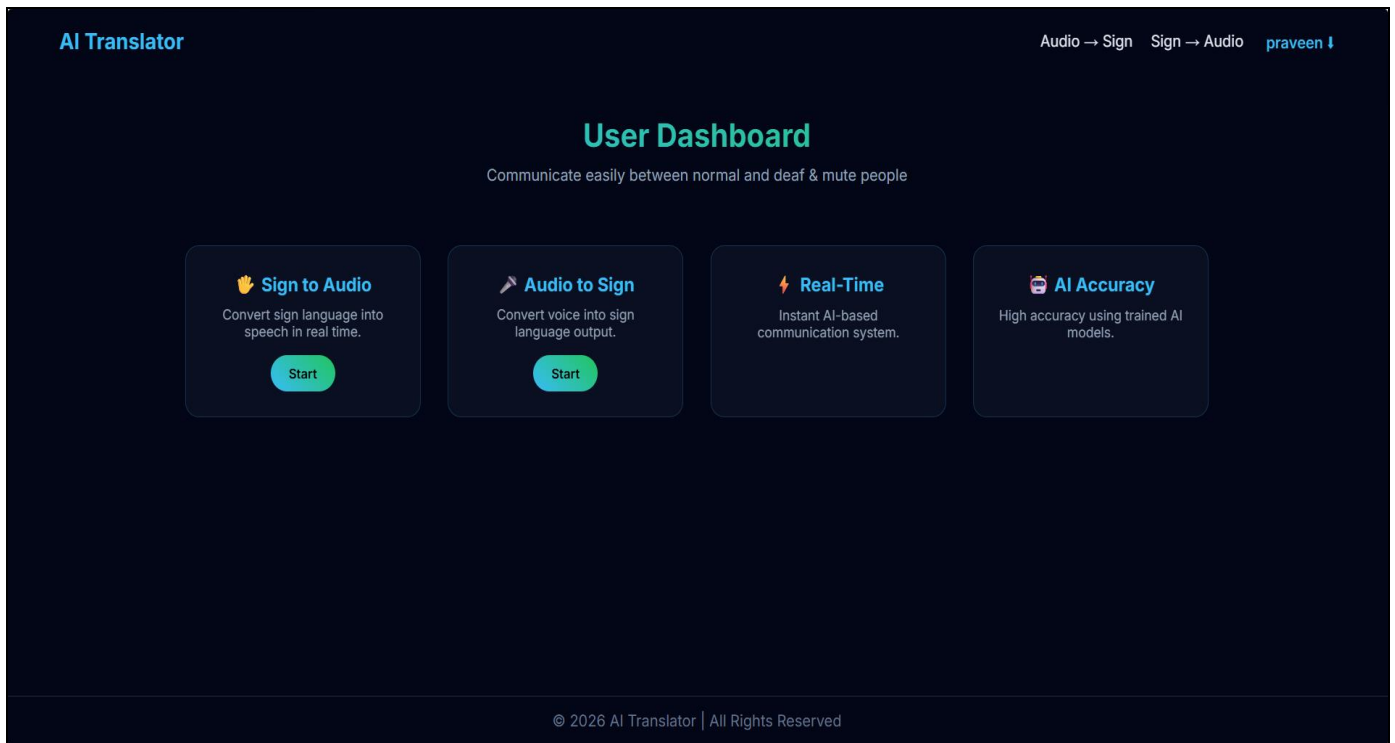 AI Translator
Audio → Sign Sign → Audio praveen ⬇
User Dashboard
Communicate easily between normal and deaf & mute people
🖐 Sign to Audio
Convert sign language into
speech in real time.
Start
🎤 Audio to Sign
Convert voice into sign
language output.
Start
⚡ Real-Time
Instant AI-based
communication system.
🤖 AI Accuracy
High accuracy using trained AI
models.
© 2026 AI Translator | All Rights Reserved